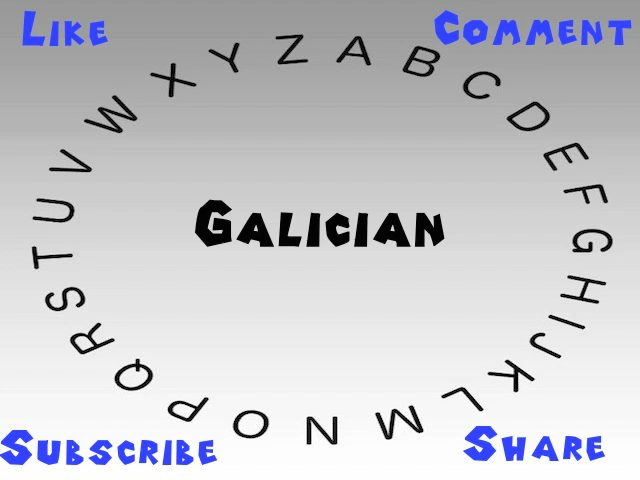 Like
Comment
A B C D E F G H I J K L M N O P Q R S T U V W X Y Z
Galician
Subscribe
Share